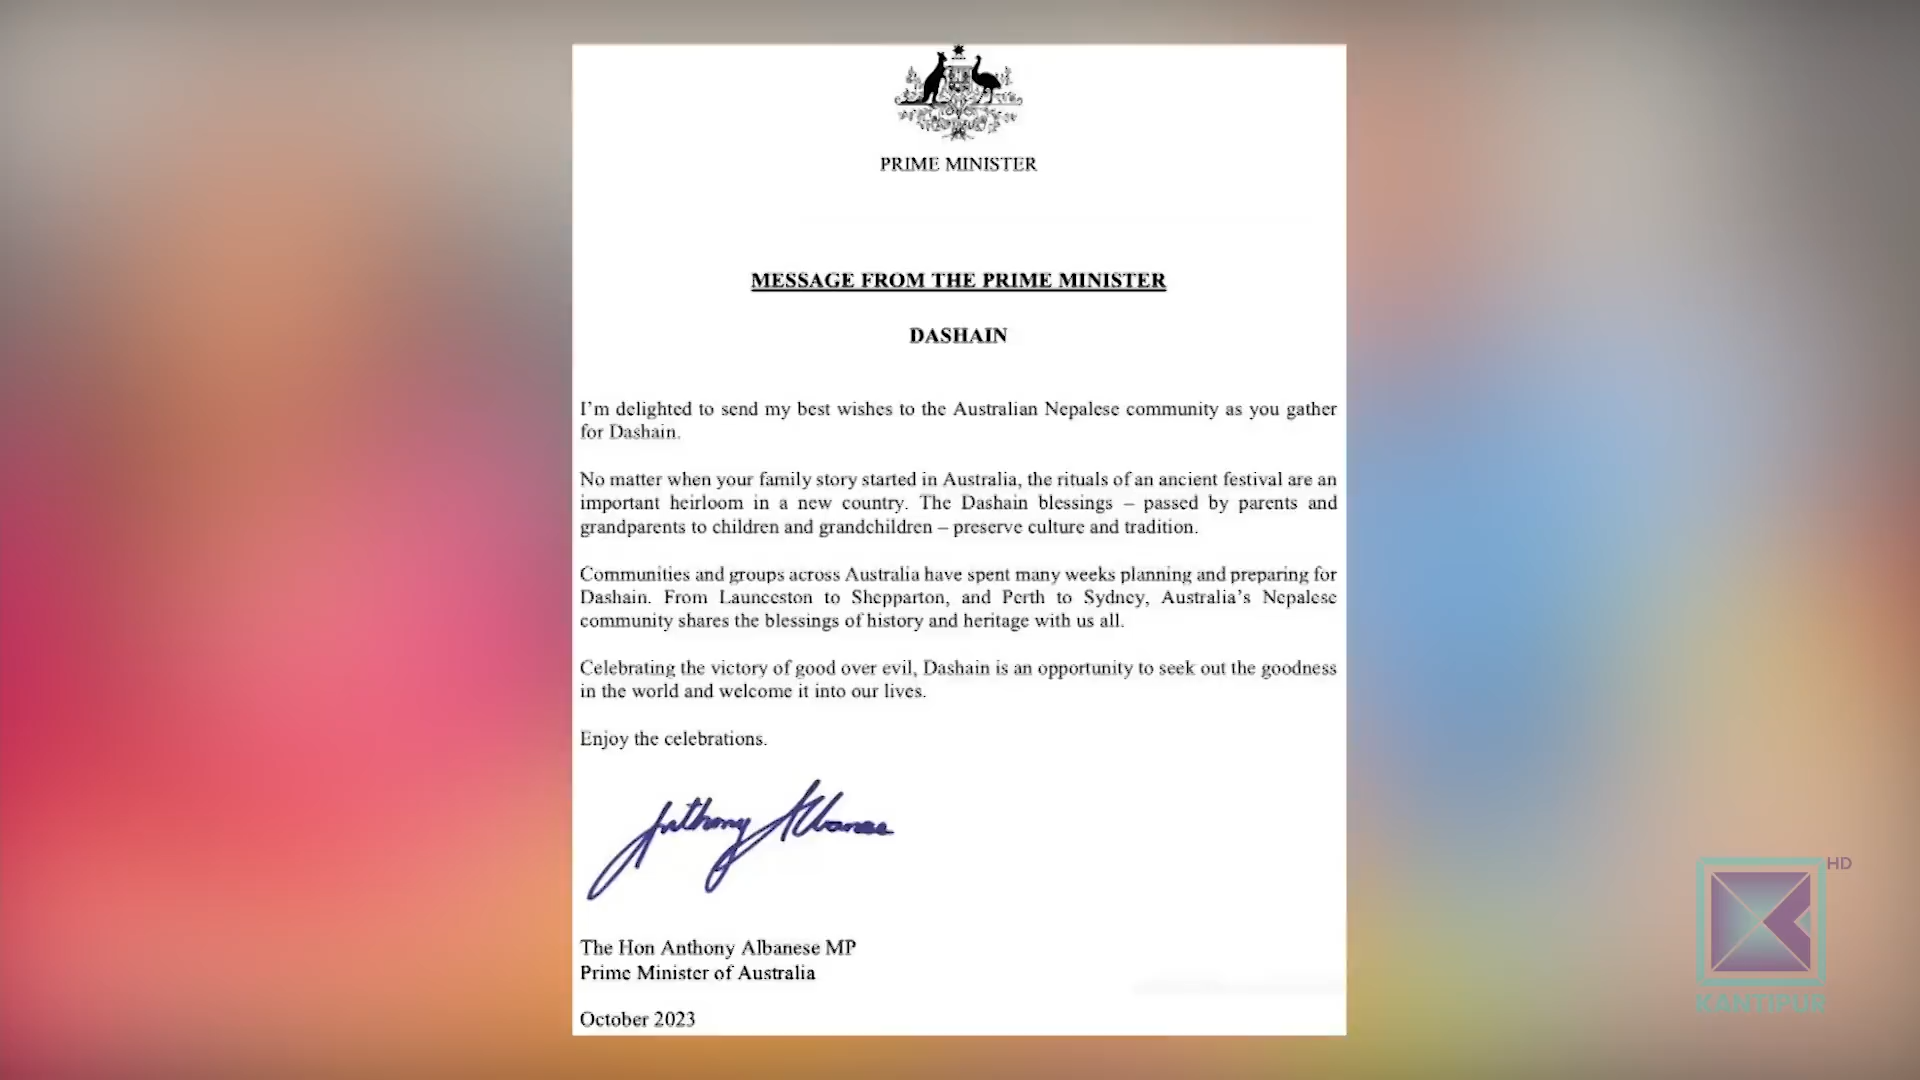 PRIME MINISTER
MESSAGE FROM THE PRIME MINISTER
DASHAIN
I'm delighted to send my best wishes to the Australian Nepalese community as you gather
for Dashain.
No matter when your family story started in Australia, the rituals of an ancient festival are an
important heirloom in a new country. The Dashain blessings – passed by parents and
grandparents to children and grandchildren – preserve culture and tradition.
Communities and groups across Australia have spent many weeks planning and preparing for
Dashain. From Launceston to Shepparton, and Perth to Sydney, Australia's Nepalese
community shares the blessings of history and heritage with us all.
Celebrating the victory of good over evil, Dashain is an opportunity to seek out the goodness
in the world and welcome it into our lives.
Enjoy the celebrations.
Anthony Albanese
The Hon Anthony Albanese MP
Prime Minister of Australia
October 2023
HD
KANTIPUR